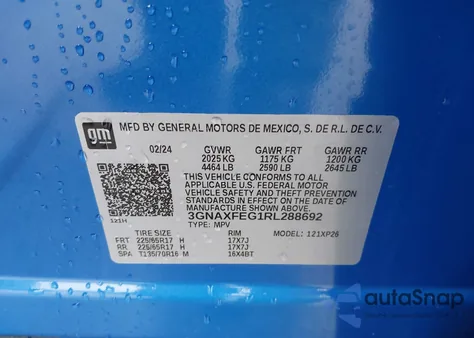 gm
MFD BY GENERAL MOTORS DE MEXICO, S. DE R.L. DE C.V.
02/24 GVWR GAWR FRT GAWR RR
2025 KG 1175 KG 1200 KG
4464 LB 2590 LB 2645 LB
THIS VEHICLE CONFORMS TO ALL
APPLICABLE U.S. FEDERAL MOTOR
VEHICLE SAFETY AND THEFT PREVENTION
STANDARDS IN EFFECT ON THE DATE OF
MANUFACTURE SHOWN ABOVE.
3GNAXFEG1RL288692
TYPE: MPV MODEL: 121XP26
121H
TIRE SIZE RIM
FRT 225/65R17 H 17X7J
RR 225/65R17 H 17X7J
SPA T135/70R16 M 16X4BT
autoSnap